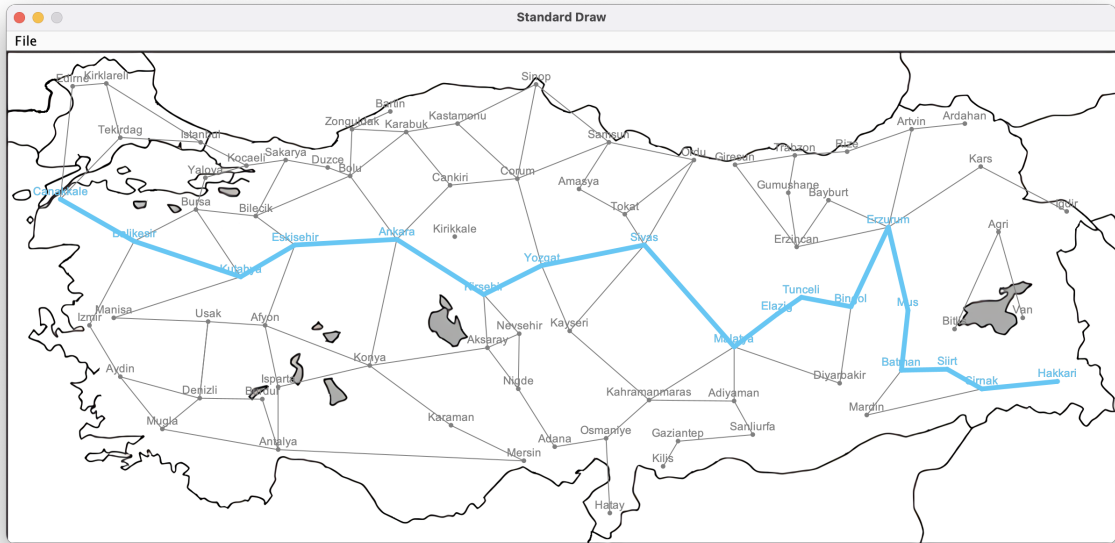 Standard Draw
File
Edirne
Kirklareli
Sinop
Bartin
Kastamonu
Tekirdag
Istanbul
Zonguldak
Karabuk
Samsun
Artvin
Ardahan
Kocaeli
Sakarya
Duzce
Bolu
Ordu
Giresun
Trabzon
Rize
Kars
Yalova
Cankiri
Corum
Amasya
Gumushane
Bayburt
Canakkale
Bursa
Bilecik
Tokat
Igdir
Balikesir
Eskisehir
Ankara
Kirikkale
Sivas
Erzincan
Erzurum
Agri
Kutahya
Kirsehir
Yozgat
Tunceli
Elazig
Bingol
Mus
Manisa
Izmir
Usak
Afyon
Nevsehir
Kayseri
Aksaray
Malatya
Van
Aydin
Konya
Batman
Siirt
Sirnak
Hakkari
Denizli
Isparta
Burdur
Nigde
Kahramanmaras
Adiyaman
Diyarbakir
Mardin
Mugla
Karaman
Antalya
Mersin
Adana
Osmaniye
Gaziantep
Sanliurfa
Kilis
Hatay